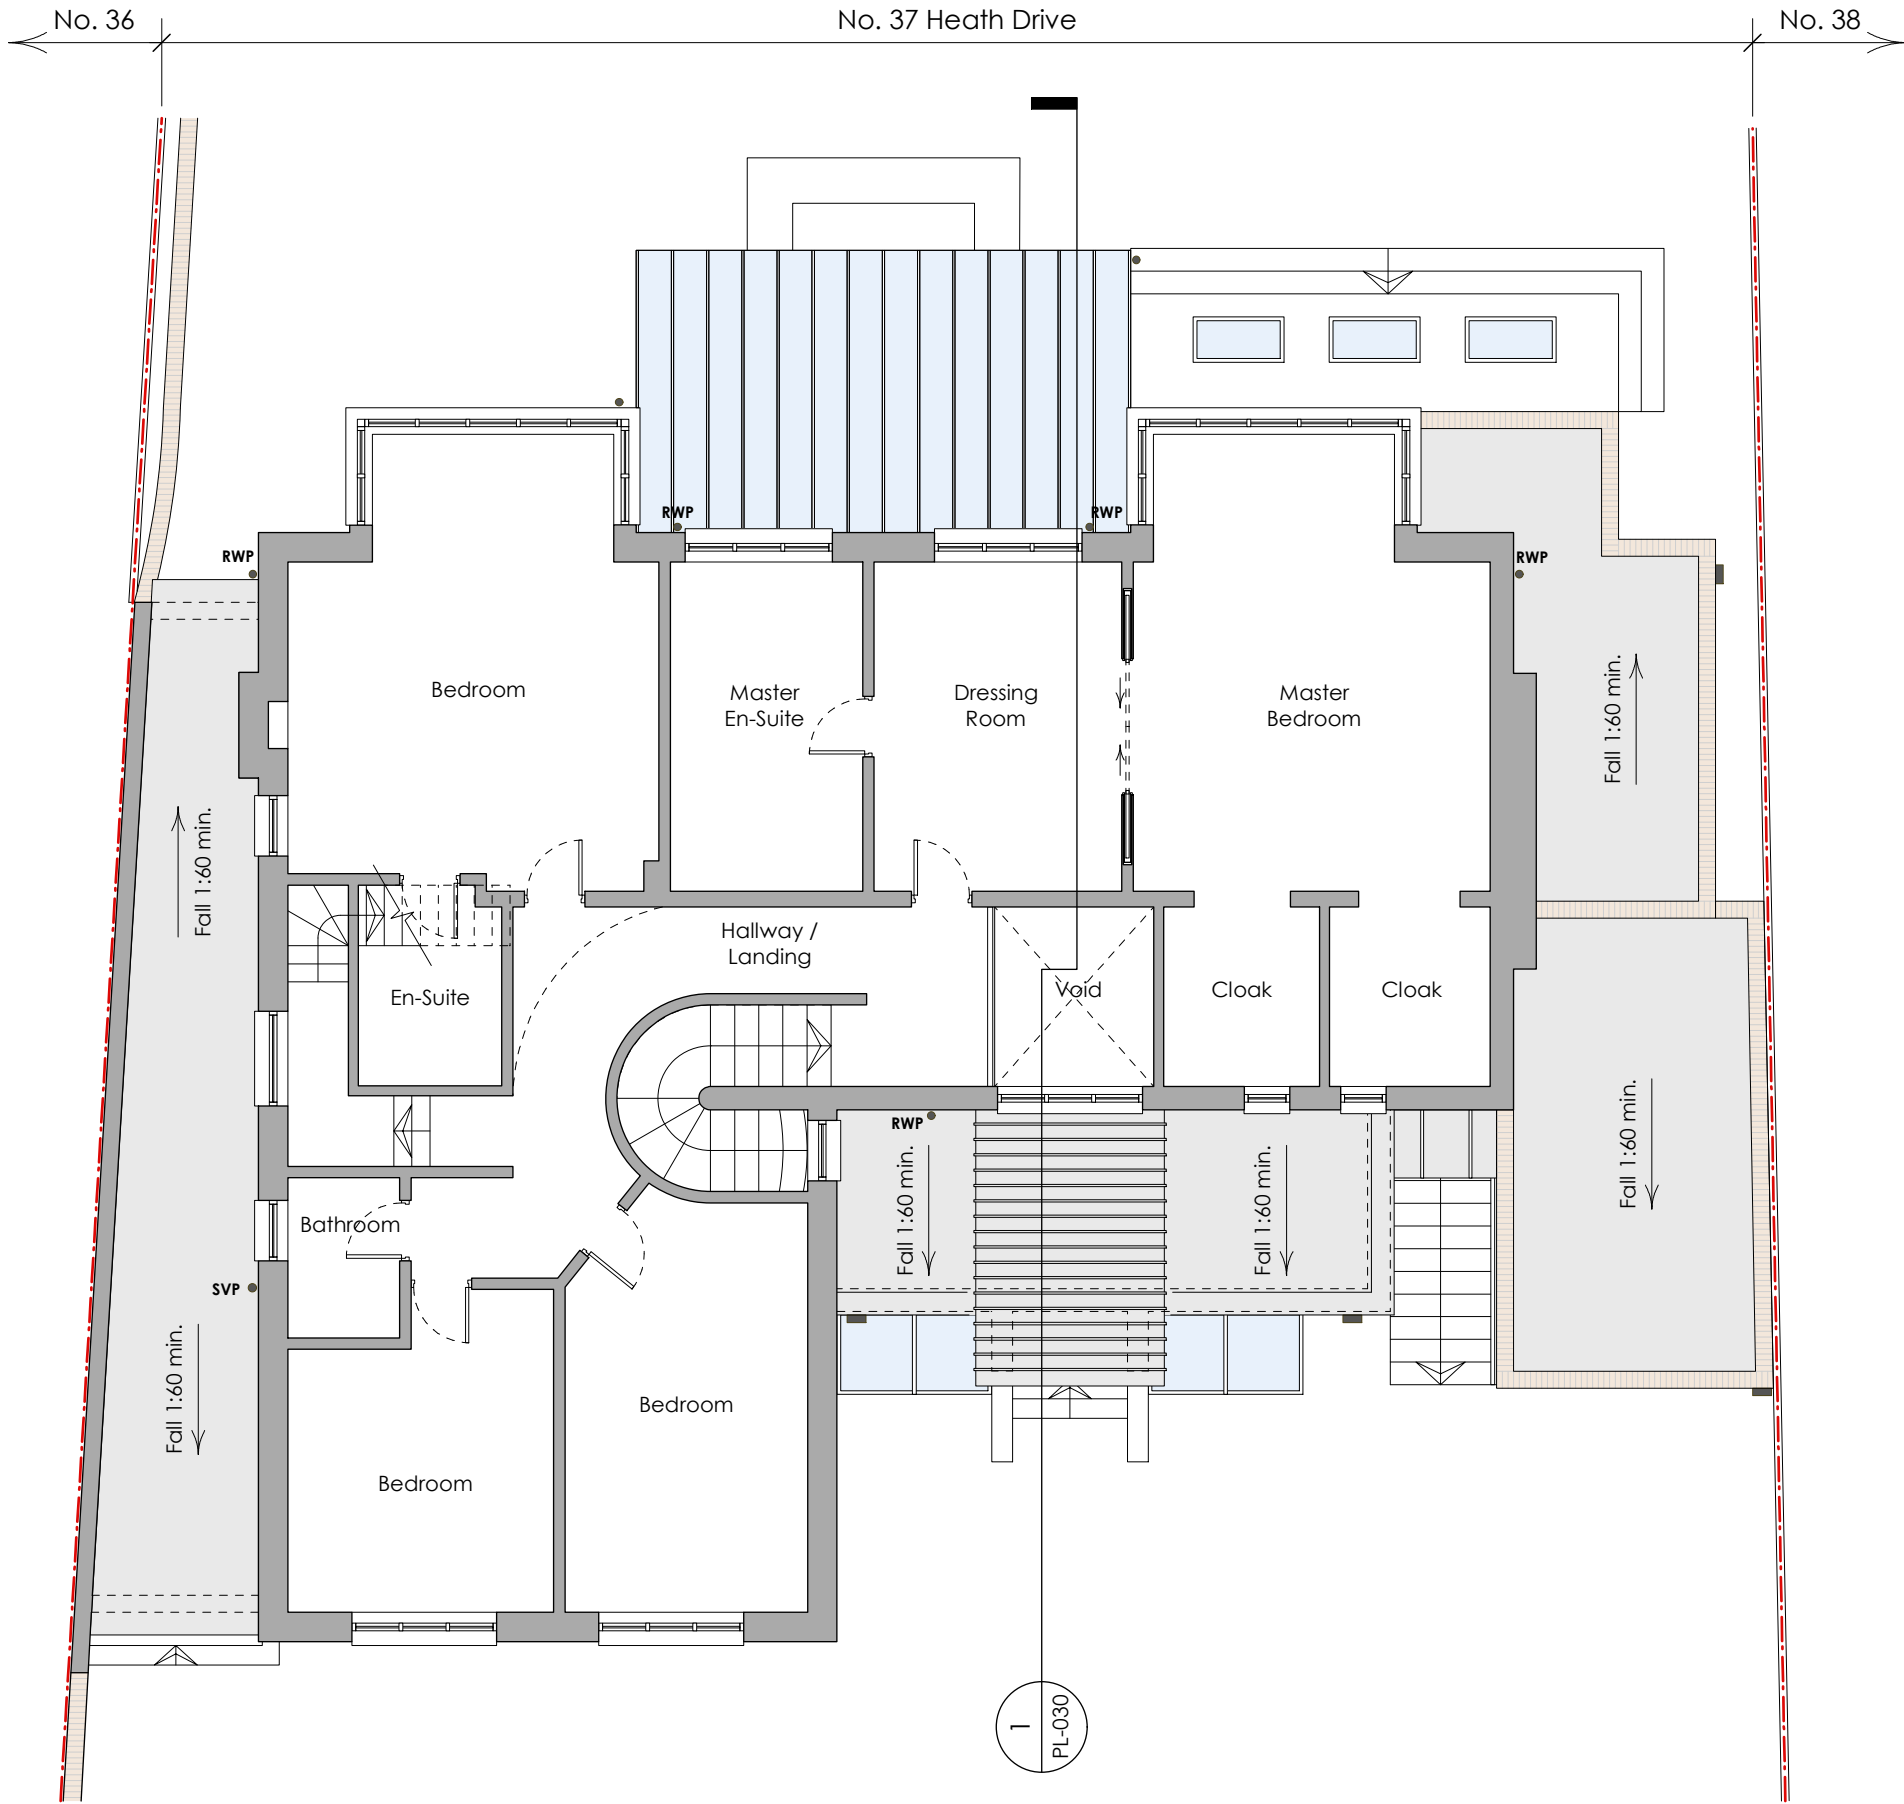 No. 36
No. 37 Heath Drive
No. 38
RWP
RWP
RWP
RWP
Bedroom
Master
En-Suite
Dressing
Room
Master
Bedroom
Fall 1:60 min.
Fall 1:60 min.
Hallway /
Landing
En-Suite
Void
Cloak
Cloak
RWP
Fall 1:60 min.
Fall 1:60 min.
Fall 1:60 min.
Bathroom
SVP
Fall 1:60 min.
Bedroom
Bedroom
1
PL-030